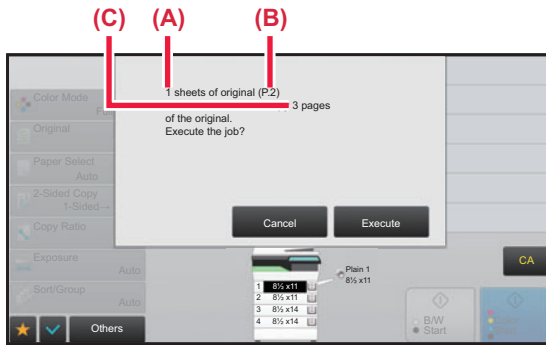 (C) (A) (B)
1 sheets of original (P.2)
3 pages
of the original.
Execute the job?
Cancel
Execute
Color Mode
Full
Original
Paper Select
Auto
2-Sided Copy
1-Sided→
Copy Ratio
Exposure
Auto
Sort/Group
Auto
Others
Plain 1
8½ x11
1 8½ x11
2 8½ x11
3 8½ x14
4 8½ x14
CA
B/W
Start
Start